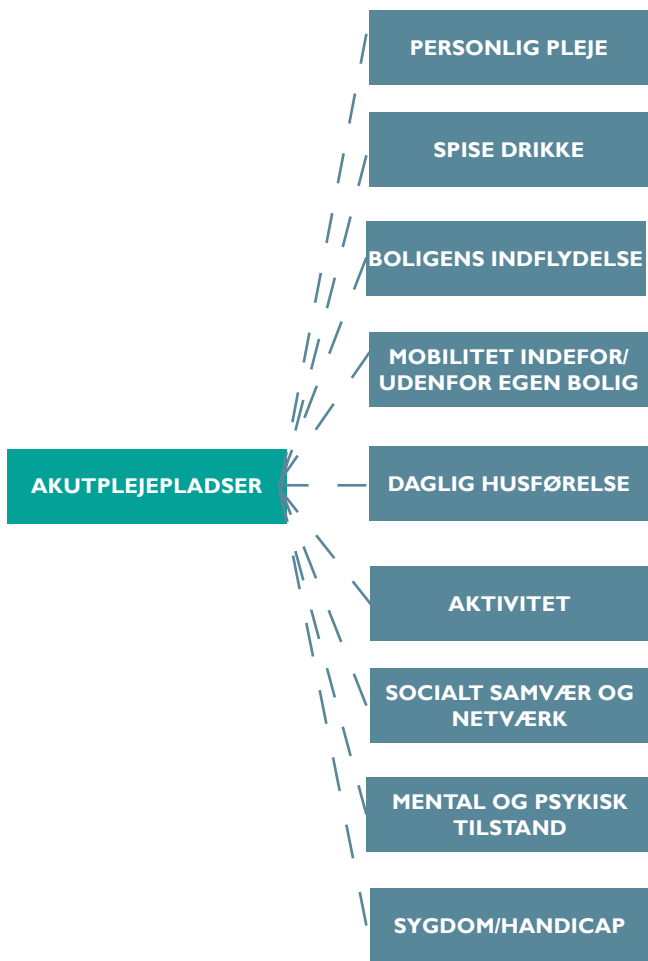 PERSONLIG PLEJE
SPISE DRIKKE
BOLIGENS INDFLYDELSE
MOBILITET INDEFOR/
UDENFOR EGEN BOLIG
AKUTPLEJEPLADSER
DAGLIG HUSFØRELSE
AKTIVITET
SOCIALT SAMVÆR OG
NETVÆRK
MENTAL OG PSYKISK
TILSTAND
SYGDOM/HANDICAP